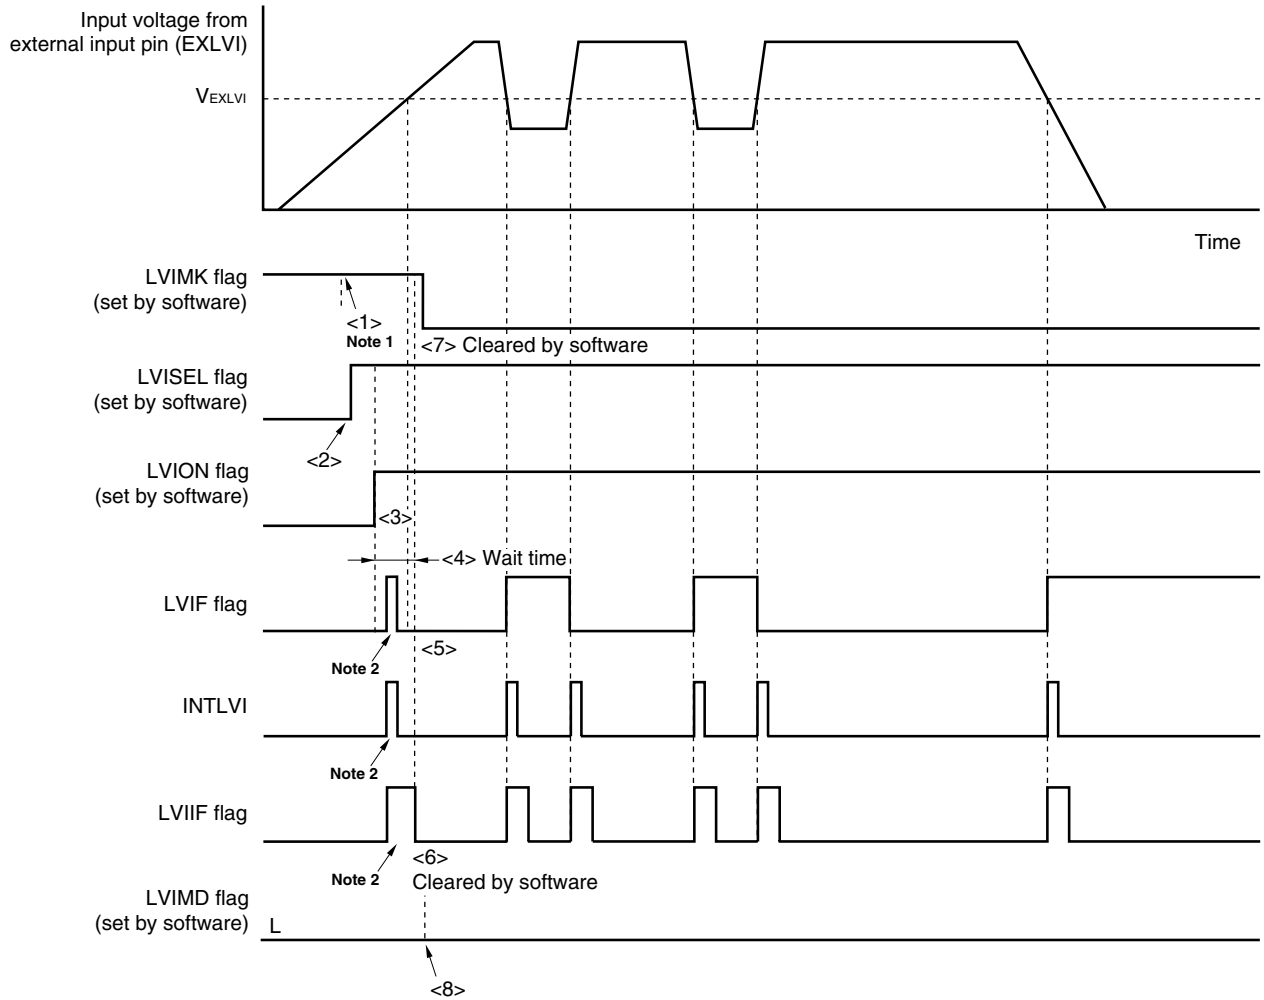 Input voltage from
external input pin (EXLVI)
VEXLVI
Time
LVIMK flag
(set by software)
<1>
Note 1
<7> Cleared by software
LVISEL flag
(set by software)
<2>
LVION flag
(set by software)
<3>
<4> Wait time
LVIF flag
Note 2
<5>
INTLVI
Note 2
LVIIF flag
Note 2
<6>
Cleared by software
LVIMD flag
(set by software)
L
<8>